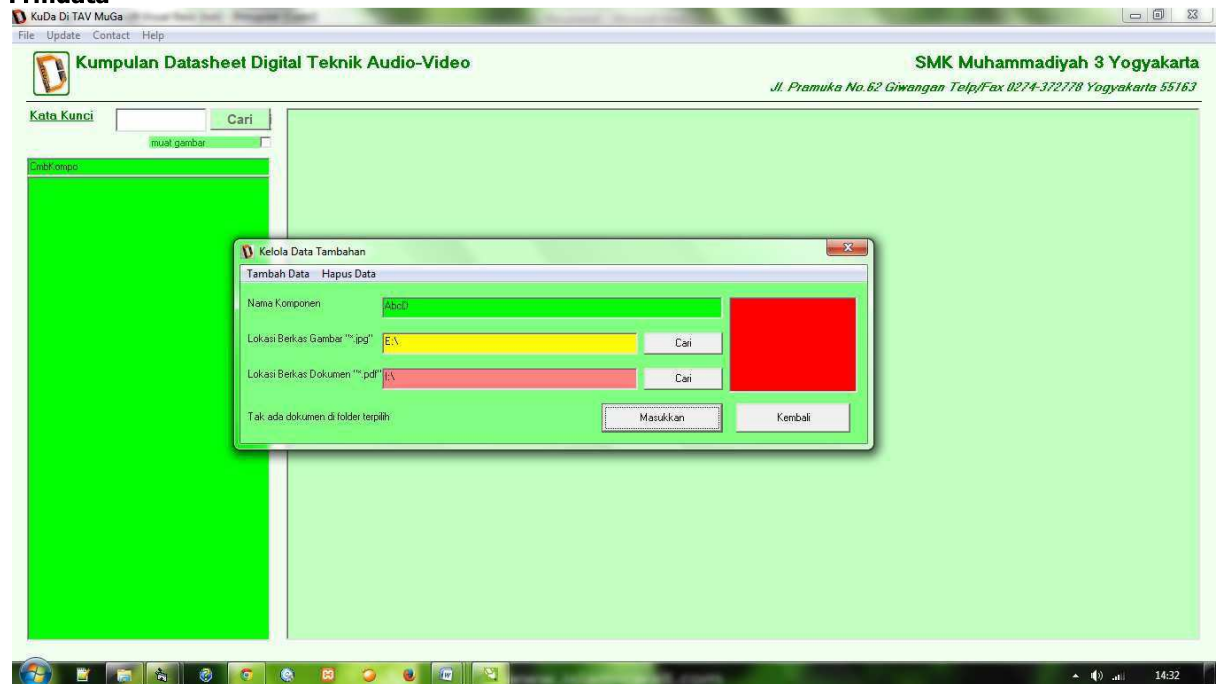 KuDa Di TAV MuGa
File Update Contact Help
Kumpulan Datasheet Digital Teknik Audio-Video
SMK Muhammadiyah 3 Yogyakarta
Jl. Pramuka No.62 Giwangan Telp/Fax 0274-372778 Yogyakarta 55163
Kata Kunci
Cari
muat gambar
CmbKompo
Kelola Data Tambahan
Tambah Data Hapus Data
Nama Komponen
AbcD
Lokasi Berkas Gambar "*.jpg"
E:\
Cari
Lokasi Berkas Dokumen "*.pdf"
Cari
Tak ada dokumen di folder terpilih
Masukkan
Kembali
14:32